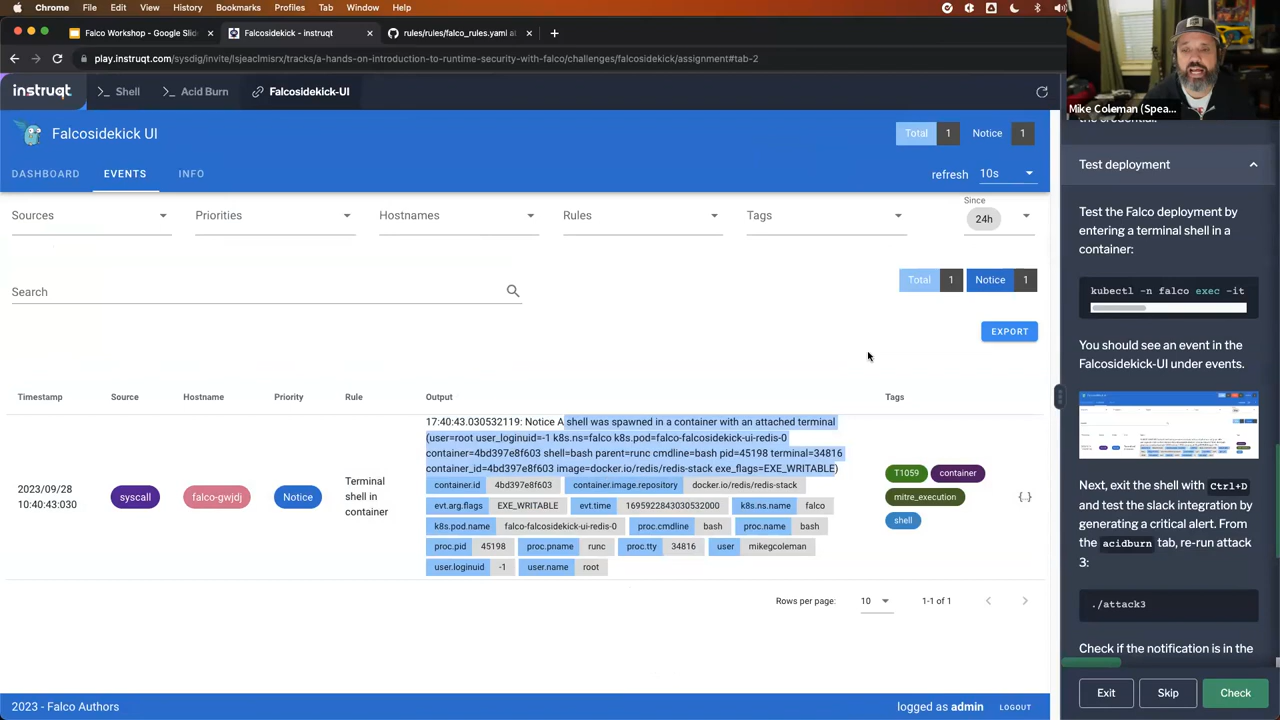 Instruqt File Edit View History Bookmarks Profiles Tab Window Help
Falco Workshop - Google Slide
Falcosidekick - instruqt
rules/rules/falco_rules.yaml a
play.instruqt.com/sysdig/invite/lsjeaclmisrx/tracks/a-hands-on-introduction-to-runtime-security-with-falco/challenges/falcosidekick/assignment#tab-2
instruqt
Shell
Acid Burn
Falcosidekick-UI
Mike Coleman (Spea...
Falcosidekick UI
Total 1 Notice 1
DASHBOARD EVENTS INFO
refresh 10s
Sources Priorities Hostnames Rules Tags
Since
24h
Total 1 Notice 1
Search
EXPORT
Timestamp Source Hostname Priority Rule Output Tags
2023/09/28
10:40:43:030
syscall
falco-gwjdj
Notice
Terminal
shell in
container
17:40:43.030532119: Notice A shell was spawned in a container with an attached terminal
(user=root user_loginuid=-1 k8s.ns=falco k8s.pod=falco-falcosidekick-ui-redis-0
container=4bd397e8f603 shell=bash parent=runc cmdline=bash pid=45198 terminal=34816
container_id=4bd397e8f603 image=docker.io/redis/redis-stack exe_flags=EXE_WRITABLE)
container.id 4bd397e8f603 container.image.repository docker.io/redis/redis-stack
evt.arg.flags EXE_WRITABLE evt.time 1695922843030532000 k8s.ns.name falco
k8s.pod.name falco-falcosidekick-ui-redis-0 proc.cmdline bash proc.name bash
proc.pid 45198 proc.pname runc proc.tty 34816 user mikegcoleman
user.loginuid -1 user.name root
T1059 container
mitre_execution
shell
{...}
Rows per page: 10 1-1 of 1
2023 - Falco Authors
logged as admin LOGOUT
the credential.
Test deployment
Test the Falco deployment by
entering a terminal shell in a
container:
kubectl -n falco exec -it
You should see an event in the
Falcosidekick-UI under events.
Next, exit the shell with Ctrl+D
and test the slack integration by
generating a critical alert. From
the acidburn tab, re-run attack
3:
./attack3
Check if the notification is in the
Exit Skip Check